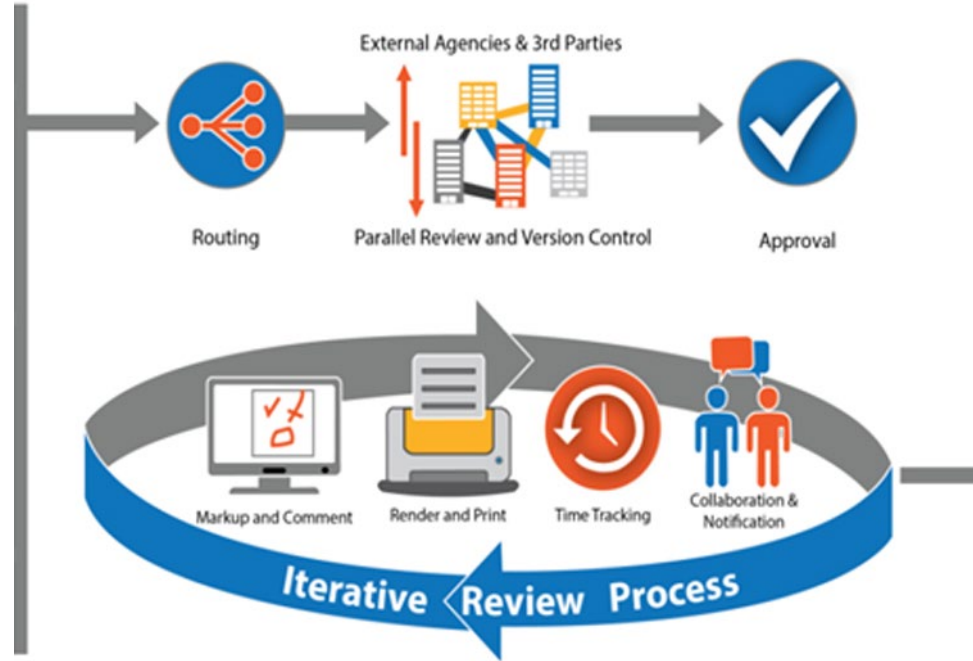 External Agencies & 3rd Parties
Routing
Parallel Review and Version Control
Approval
Markup and Comment
Render and Print
Time Tracking
Collaboration &
Notification
Iterative Review Process